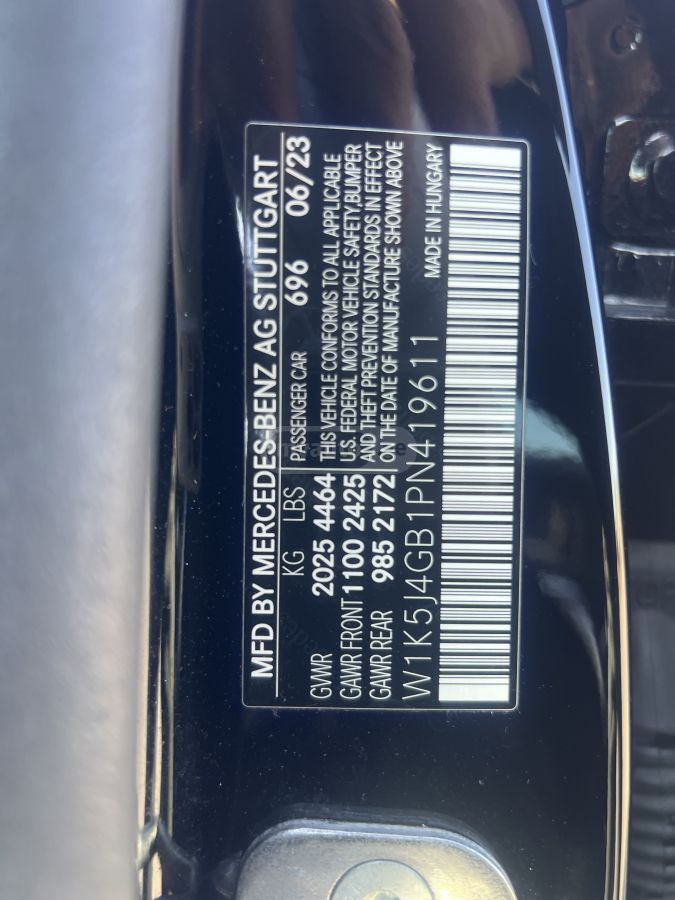 MFD BY MERCEDES-BENZ AG STUTTGART
KG LBS PASSENGER CAR 696 06/23
GVWR 2025 4464 THIS VEHICLE CONFORMS TO ALL APPLICABLE
GAWR FRONT 1100 2425 U.S. FEDERAL MOTOR VEHICLE SAFETY, BUMPER
GAWR REAR 985 2172 AND THEFT PREVENTION STANDARDS IN EFFECT
ON THE DATE OF MANUFACTURE SHOWN ABOVE
W1K5J4GB1PN419611 MADE IN HUNGARY